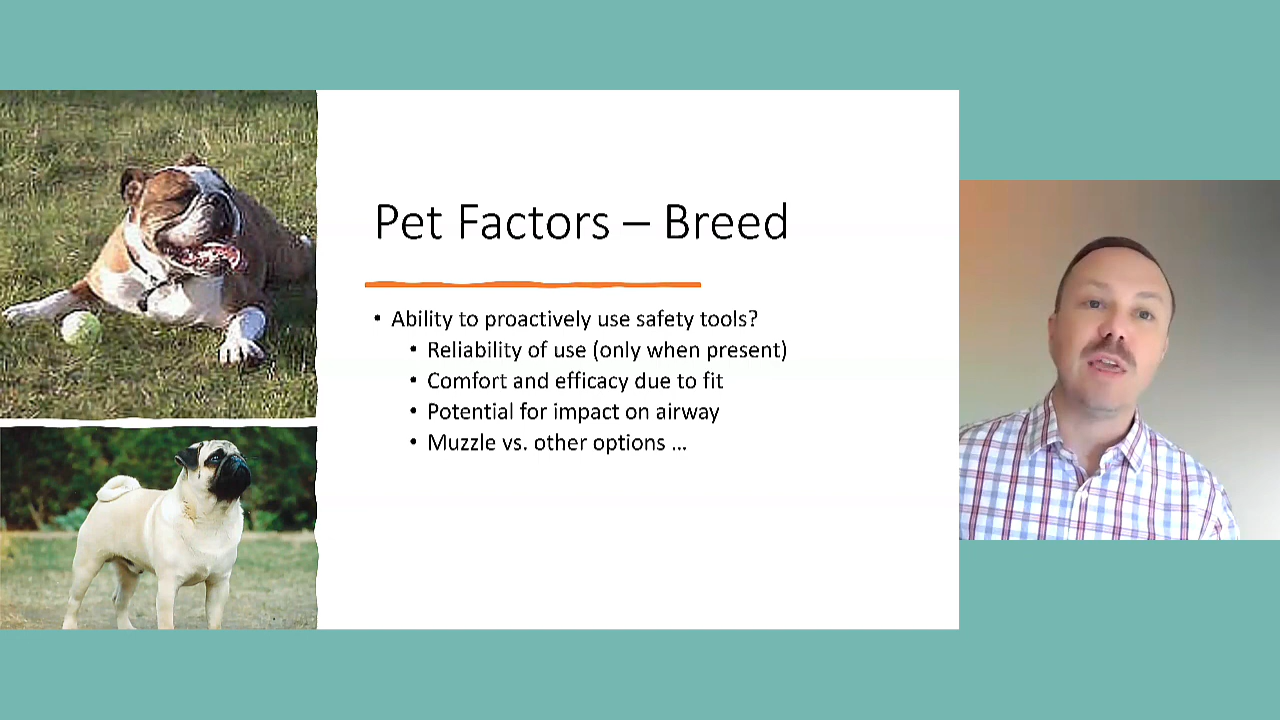 Pet Factors – Breed
• Ability to proactively use safety tools?
• Reliability of use (only when present)
• Comfort and efficacy due to fit
• Potential for impact on airway
• Muzzle vs. other options ...